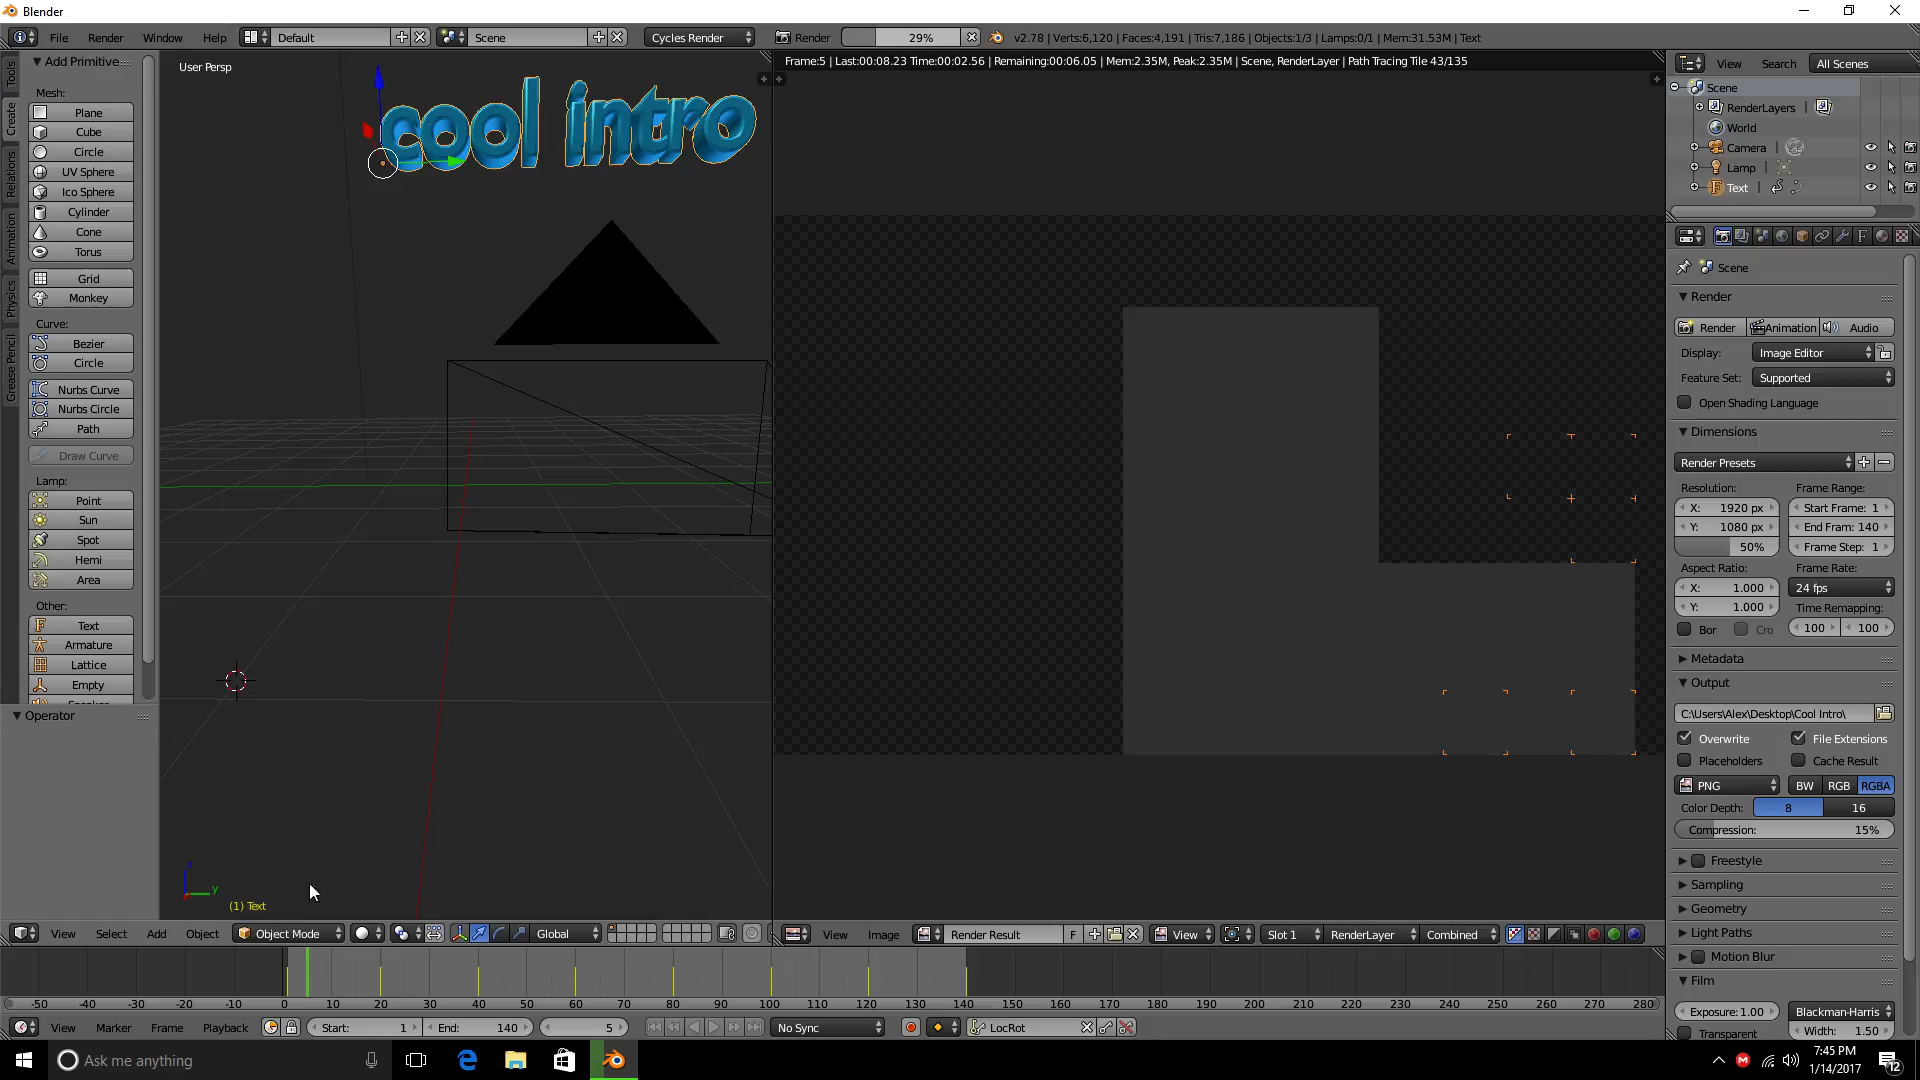 Blender
File Render Window Help Default Scene Cycles Render Render 29% v2.78 | Verts:6,120 | Faces:4,191 | Tris:7,186 | Objects:1/3 | Lamps:0/1 | Mem:31.53M | Text
Tools
Create
Relations
Animation
Physics
Grease Pencil
Add Primitive
Mesh:
Plane
Cube
Circle
UV Sphere
Ico Sphere
Cylinder
Cone
Torus
Grid
Monkey
Curve:
Bezier
Circle
Nurbs Curve
Nurbs Circle
Path
Draw Curve
Lamp:
Point
Sun
Spot
Hemi
Area
Other:
Text
Armature
Lattice
Empty
Speaker
Operator
User Persp
cool intro
z
y
(1) Text
View Select Add Object Object Mode Global
Frame:5 | Last:00:08.23 Time:00:02.56 | Remaining:00:06.05 | Mem:2.35M, Peak:2.35M | Scene, RenderLayer | Path Tracing Tile 43/135
View Image Render Result F View Slot 1 RenderLayer Combined
View Search All Scenes
Scene
RenderLayers
World
Camera
Lamp
Text
Scene
Render
Render Animation Audio
Display: Image Editor
Feature Set: Supported
Open Shading Language
Dimensions
Render Presets
Resolution: Frame Range:
X: 1920 px Start Frame: 1
Y: 1080 px End Fram: 140
50% Frame Step: 1
Aspect Ratio: Frame Rate:
X: 1.000 24 fps
Y: 1.000 Time Remapping:
Bor Cro 100 100
Metadata
Output
C:\Users\Alex\Desktop\Cool Intro\
Overwrite File Extensions
Placeholders Cache Result
PNG BW RGB RGBA
Color Depth: 8 16
Compression: 15%
Freestyle
Sampling
Geometry
Light Paths
Motion Blur
Film
Exposure: 1.00 Blackman-Harris
Transparent Width: 1.50
-50 -40 -30 -20 -10 0 10 20 30 40 50 60 70 80 90 100 110 120 130 140 150 160 170 180 190 200 210 220 230 240 250 260 270 280
View Marker Frame Playback Start: 1 End: 140 5 No Sync LocRot
Ask me anything
7:45 PM
1/14/2017
12